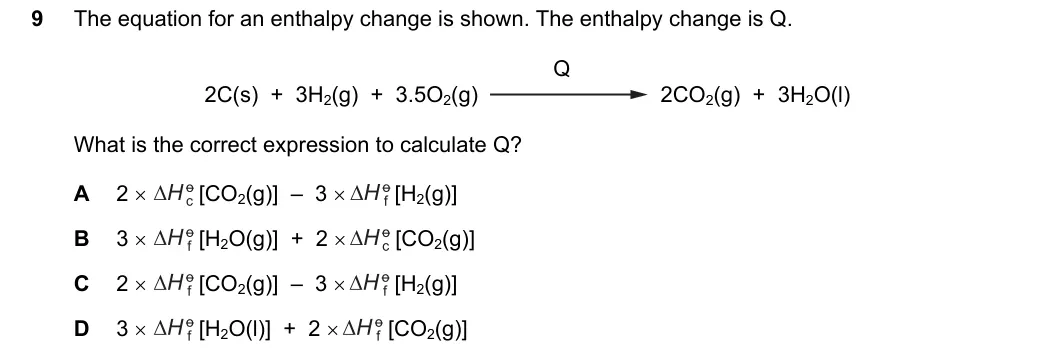 9 The equation for an enthalpy change is shown. The enthalpy change is Q.
Q
2C(s) + 3H₂(g) + 3.5O₂(g) ⟶ 2CO₂(g) + 3H₂O(l)
What is the correct expression to calculate Q?
A 2 × ΔH⦵c [CO₂(g)] – 3 × ΔH⦵f [H₂(g)]
B 3 × ΔH⦵f [H₂O(g)] + 2 × ΔH⦵c [CO₂(g)]
C 2 × ΔH⦵f [CO₂(g)] – 3 × ΔH⦵f [H₂(g)]
D 3 × ΔH⦵f [H₂O(l)] + 2 × ΔH⦵f [CO₂(g)]